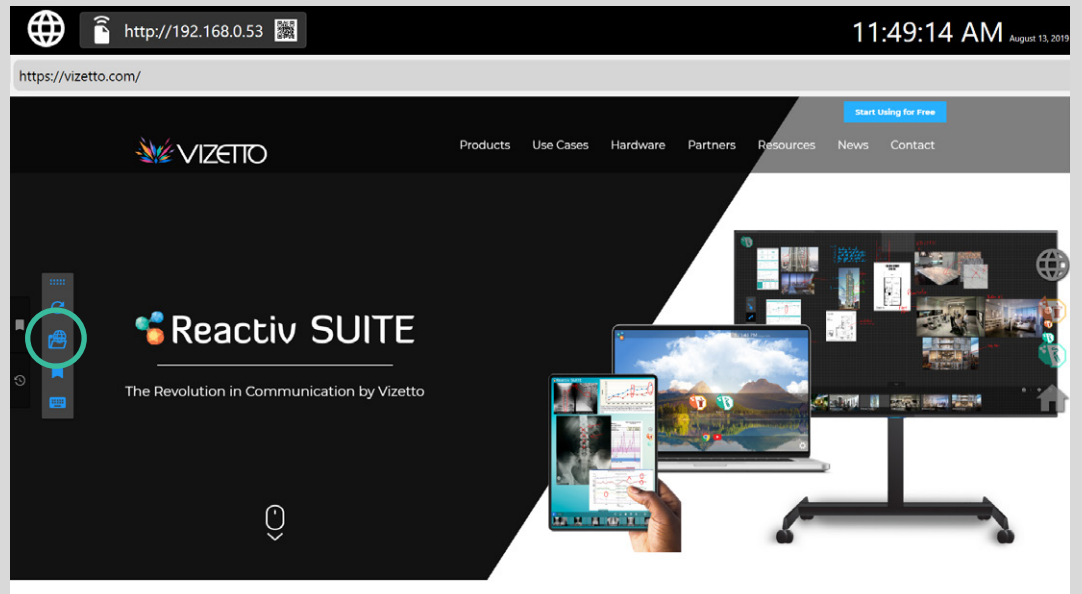 http://192.168.0.53
11:49:14 AM August 13, 2019
https://vizetto.com/
Start Using for Free
VIZETTO
Products Use Cases Hardware Partners Resources News Contact
Reactiv SUITE
The Revolution in Communication by Vizetto